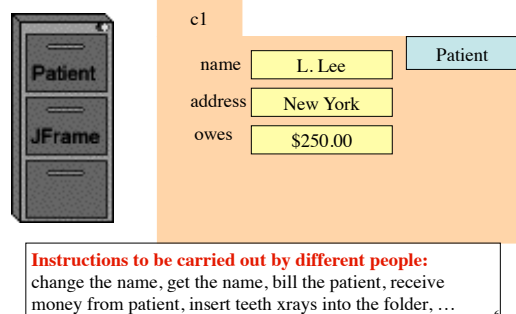 c1
Patient
JFrame
name L. Lee Patient
address New York
owes $250.00
Instructions to be carried out by different people:
change the name, get the name, bill the patient, receive
money from patient, insert teeth xrays into the folder, …